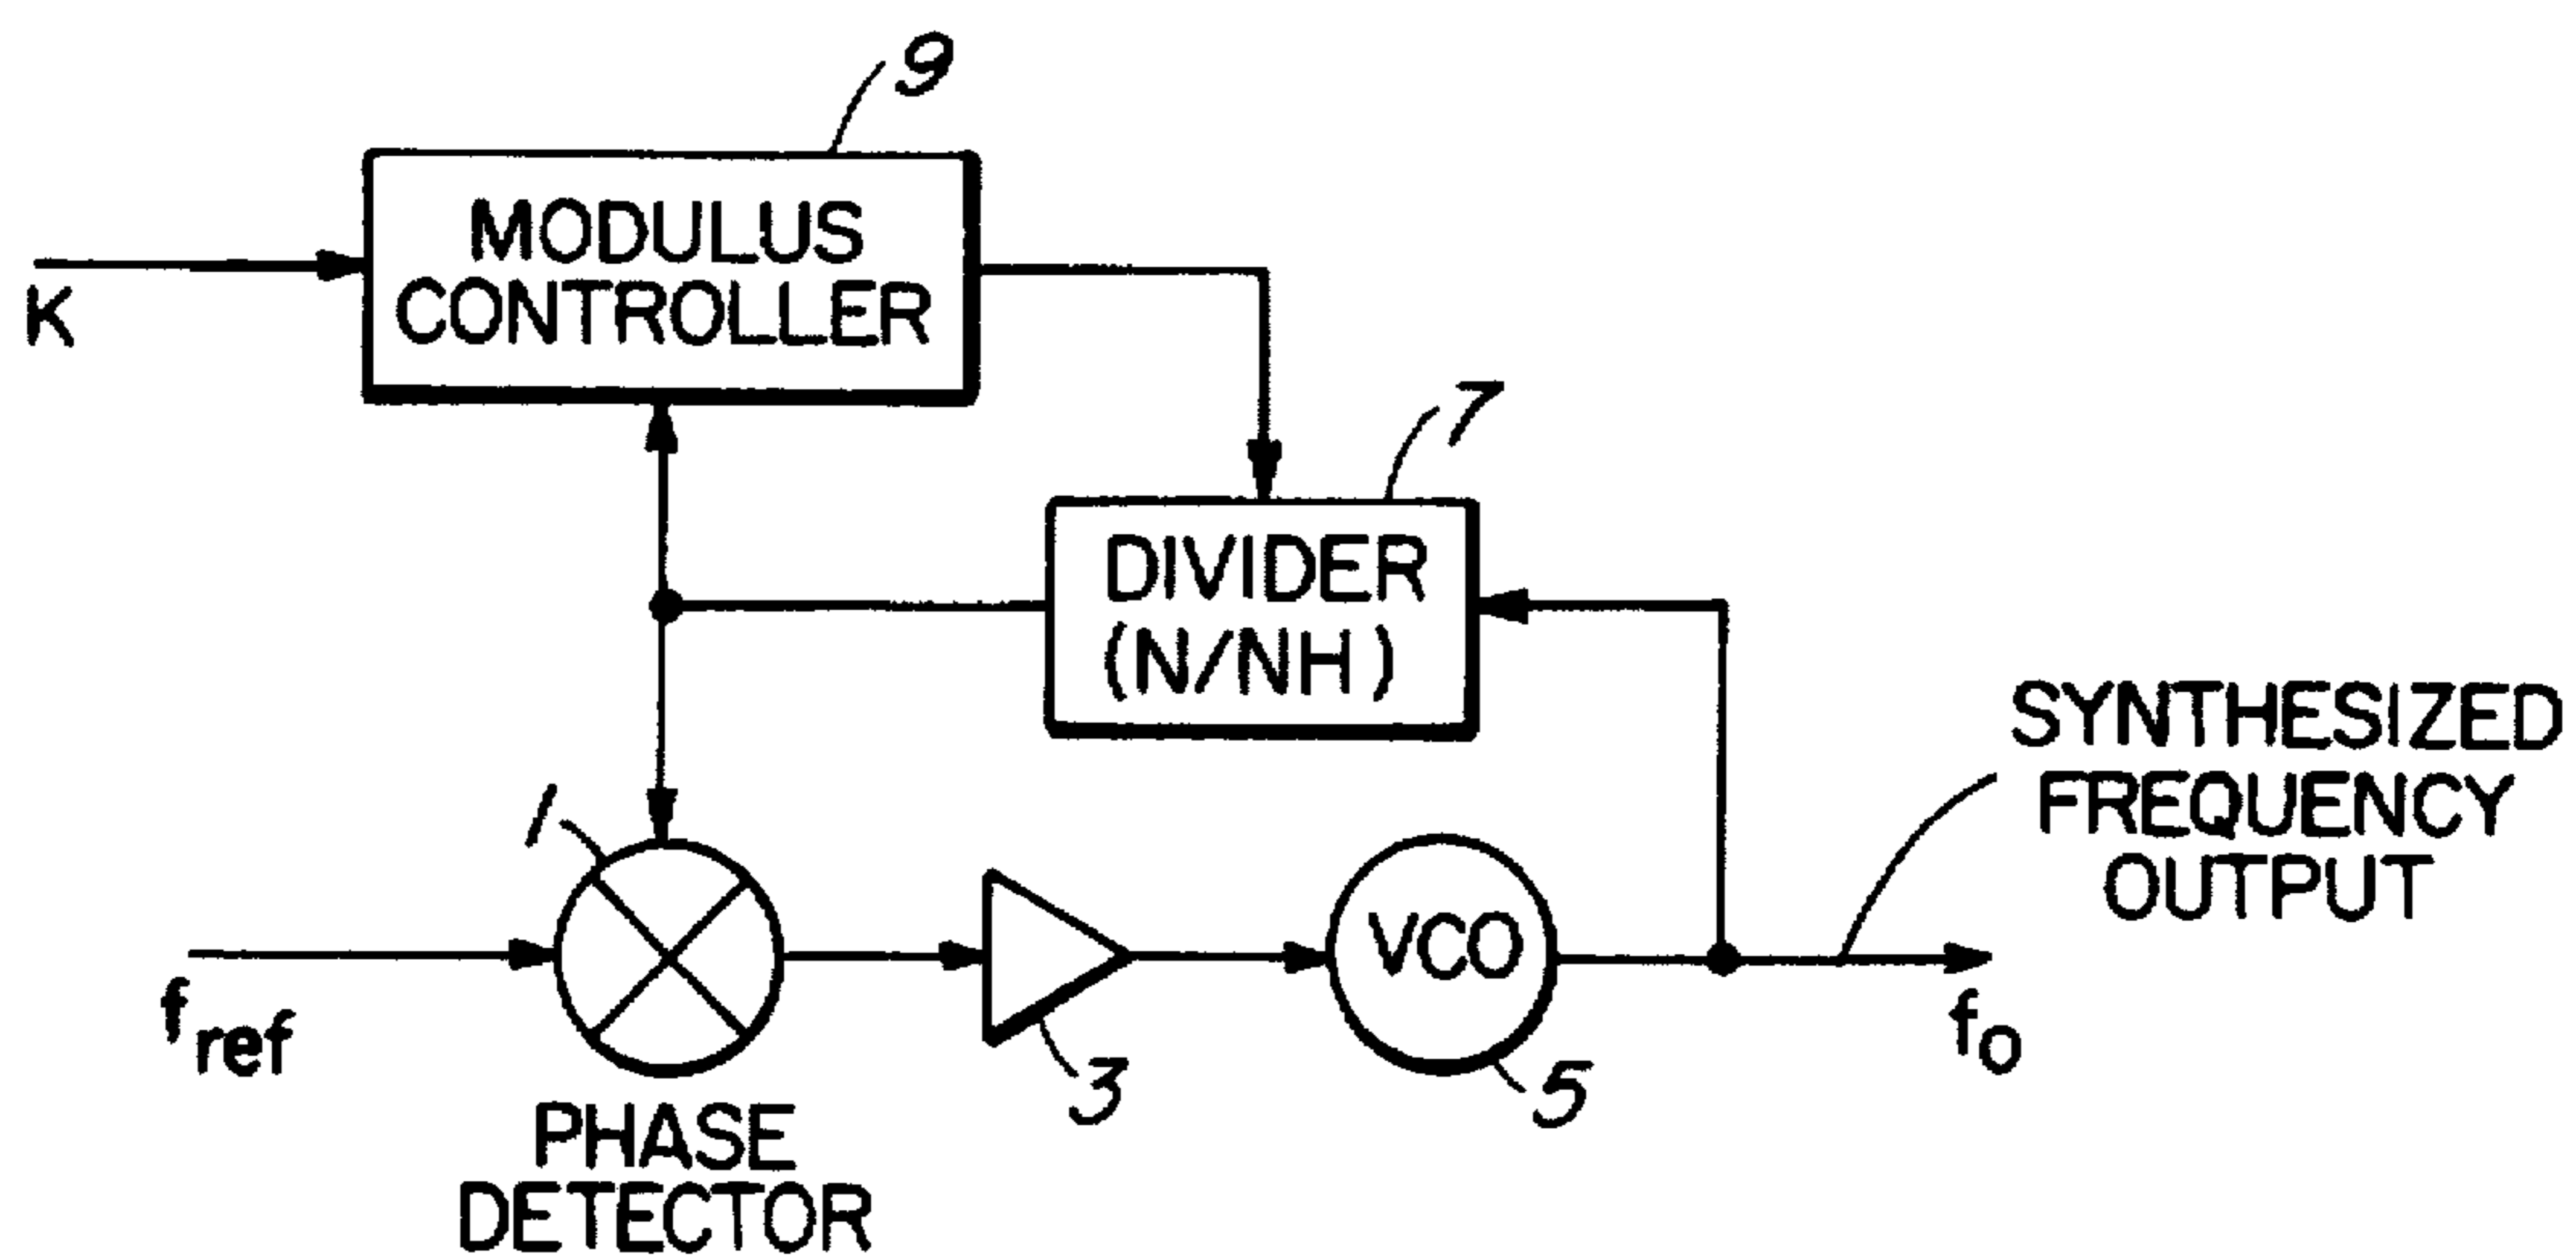 9
MODULUS
CONTROLLER
K
7
DIVIDER
(N/NH)
SYNTHESIZED
FREQUENCY
OUTPUT
1
VCO
fref
fo
3
5
PHASE
DETECTOR